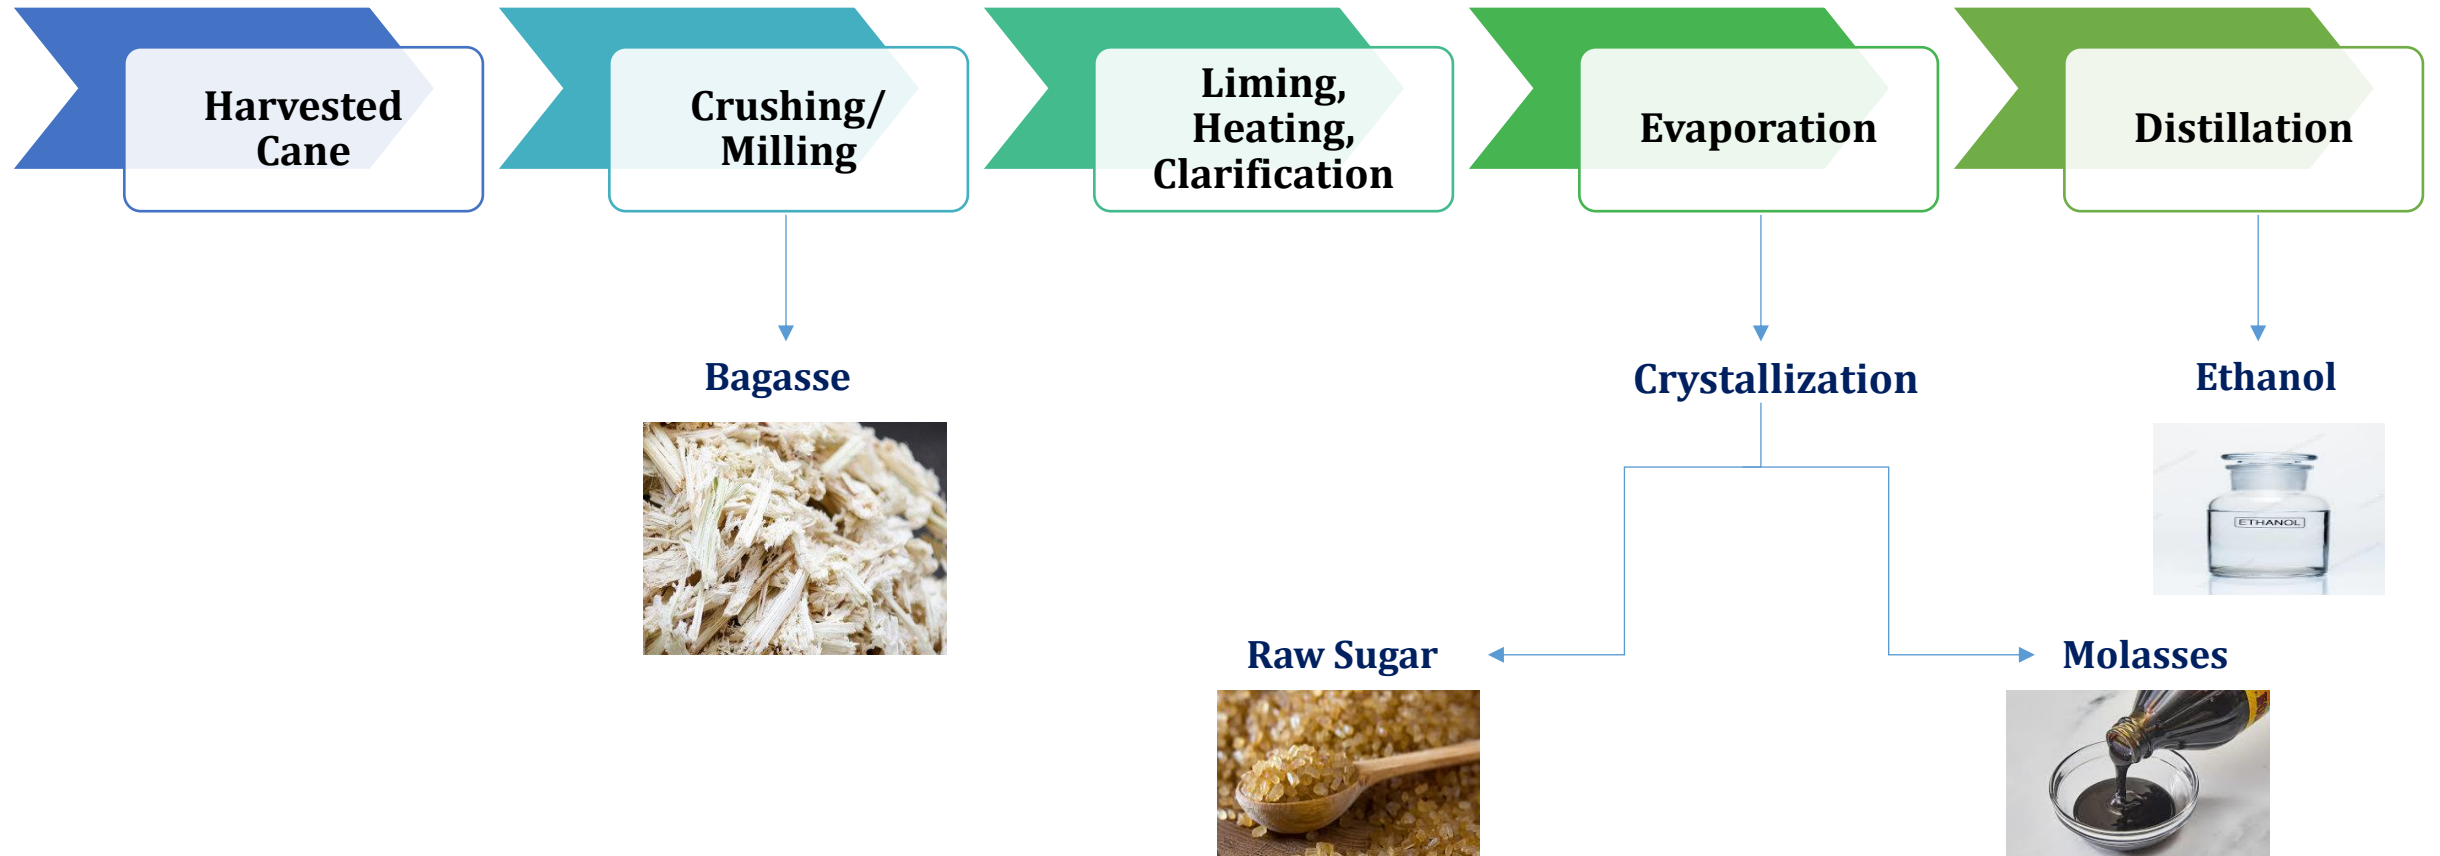 Harvested
Cane
Crushing/
Milling
Liming,
Heating,
Clarification
Evaporation
Distillation
Bagasse
Crystallization
Ethanol
ETHANOL
Raw Sugar
Molasses